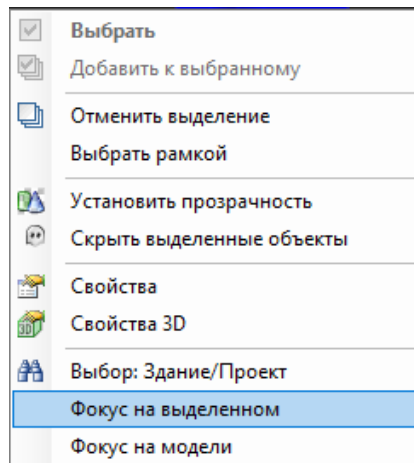 Выбрать
Добавить к выбранному
Отменить выделение
Выбрать рамкой
Установить прозрачность
Скрыть выделенные объекты
Свойства
3D
Свойства 3D
Выбор: Здание/Проект
Фокус на выделенном
Фокус на модели